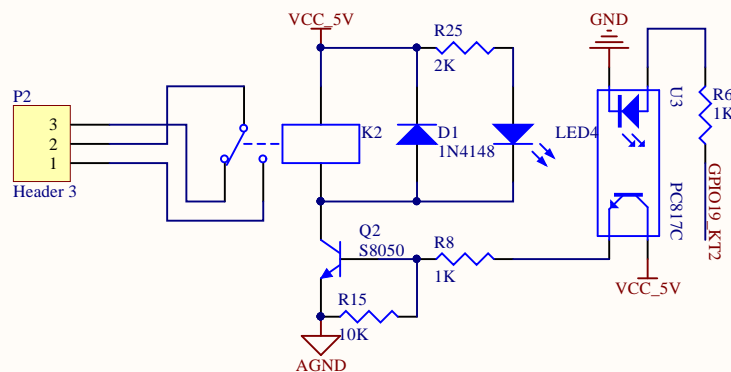 VCC_5V
GND
R25
2K
P2
3
2
1
Header 3
K2
D1
1N4148
LED4
U3
R6
1K
PC817C
GPIO19_KT2
Q2
S8050
R8
1K
VCC_5V
R15
10K
AGND